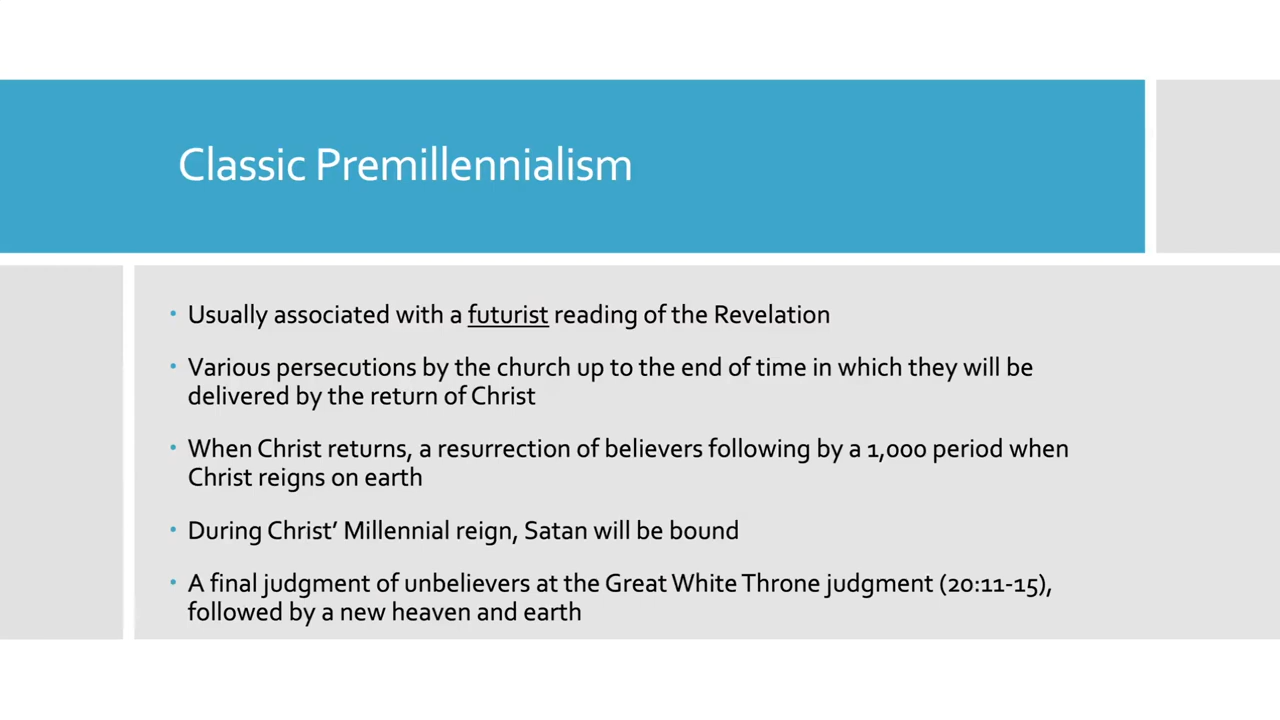 Classic Premillennialism
• Usually associated with a futurist reading of the Revelation
• Various persecutions by the church up to the end of time in which they will be
delivered by the return of Christ
• When Christ returns, a resurrection of believers following by a 1,000 period when
Christ reigns on earth
• During Christ’ Millennial reign, Satan will be bound
• A final judgment of unbelievers at the Great White Throne judgment (20:11-15),
followed by a new heaven and earth